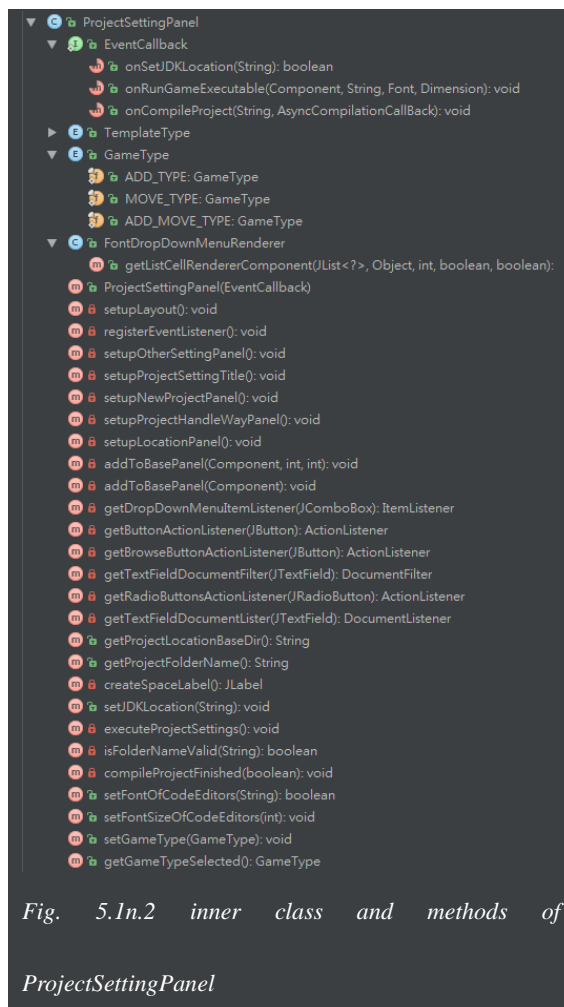 ProjectSettingPanel
EventCallback
onSetJDKLocation(String): boolean
onRunGameExecutable(Component, String, Font, Dimension): void
onCompileProject(String, AsyncCompilationCallBack): void
TemplateType
GameType
ADD_TYPE: GameType
MOVE_TYPE: GameType
ADD_MOVE_TYPE: GameType
FontDropDownMenuRenderer
getListCellRendererComponent(JList<?>, Object, int, boolean, boolean):
ProjectSettingPanel(EventCallback)
setupLayout(): void
registerEventListener(): void
setupOtherSettingPanel(): void
setupProjectSettingTitle(): void
setupNewProjectPanel(): void
setupProjectHandleWayPanel(): void
setupLocationPanel(): void
addToBasePanel(Component, int, int): void
addToBasePanel(Component): void
getDropDownMenuItemListener(JComboBox): ItemListener
getButtonActionListener(JButton): ActionListener
getBrowseButtonActionListener(JButton): ActionListener
getTextFieldDocumentFilter(JTextField): DocumentFilter
getRadioButtonsActionListener(JRadioButton): ActionListener
getTextFieldDocumentLister(JTextField): DocumentListener
getProjectLocationBaseDir(): String
getProjectFolderName(): String
createSpaceLabel(): JLabel
setJDKLocation(String): void
executeProjectSettings(): void
isFolderNameValid(String): boolean
compileProjectFinished(boolean): void
setFontOfCodeEditors(String): boolean
setFontSizeOfCodeEditors(int): void
setGameType(GameType): void
getGameTypeSelected(): GameType
Fig. 5.1n.2 inner class and methods of
ProjectSettingPanel